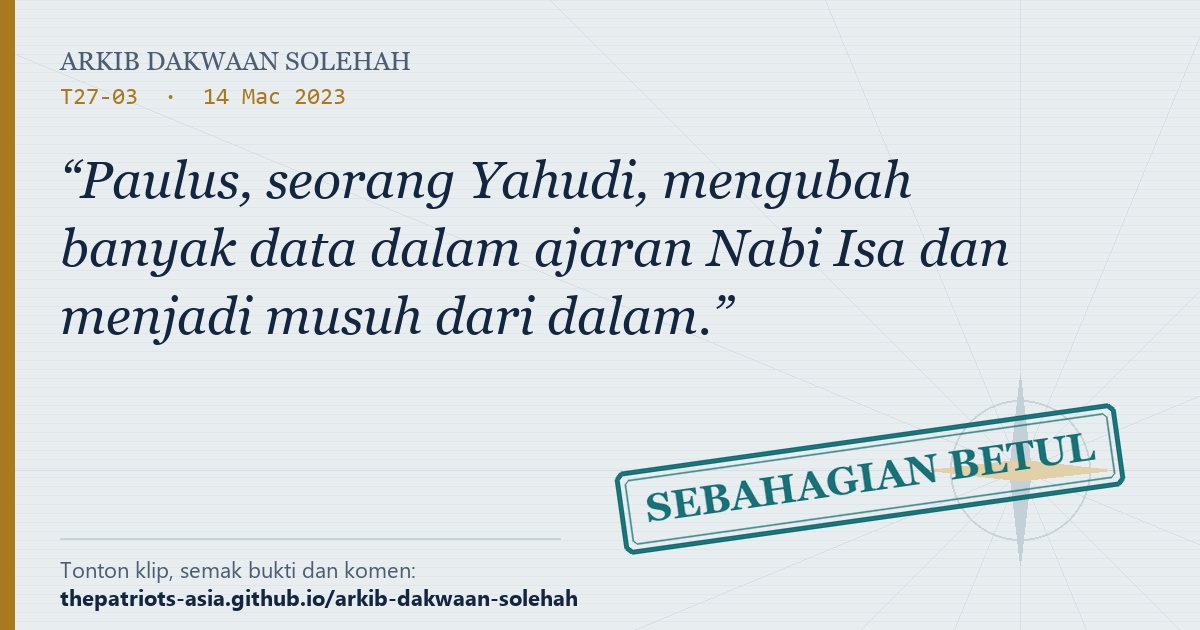 ARKIB DAKWAAN SOLEHAH
T27-03 · 14 Mac 2023
“Paulus, seorang Yahudi, mengubah
banyak data dalam ajaran Nabi Isa dan
menjadi musuh dari dalam.”
SEBAHAGIAN BETUL
Tonton klip, semak bukti dan komen:
thepatriots-asia.github.io/arkib-dakwaan-solehah